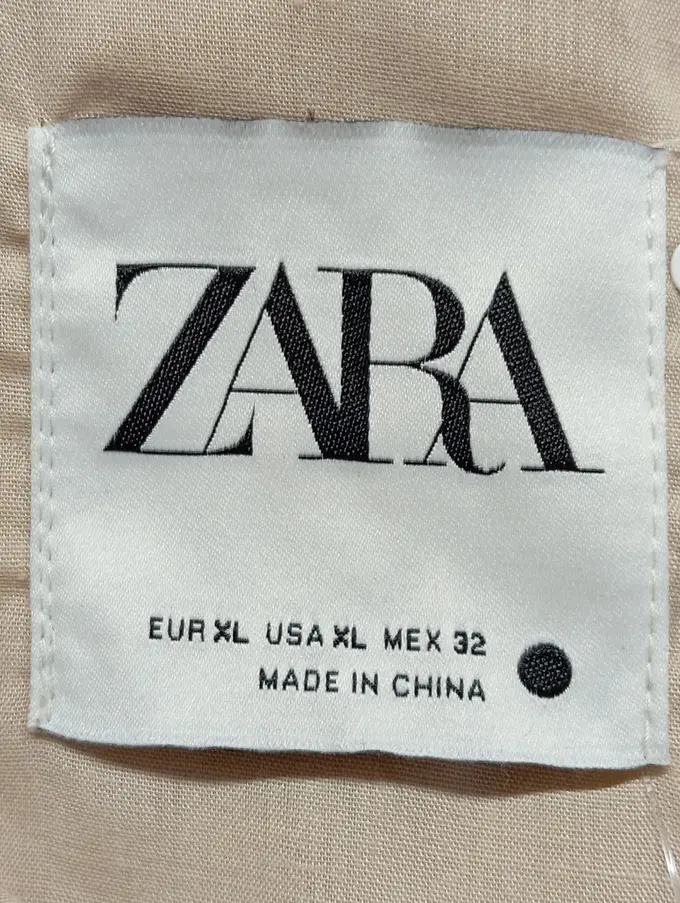 ZARA
EUR XL USA XL MEX 32
MADE IN CHINA